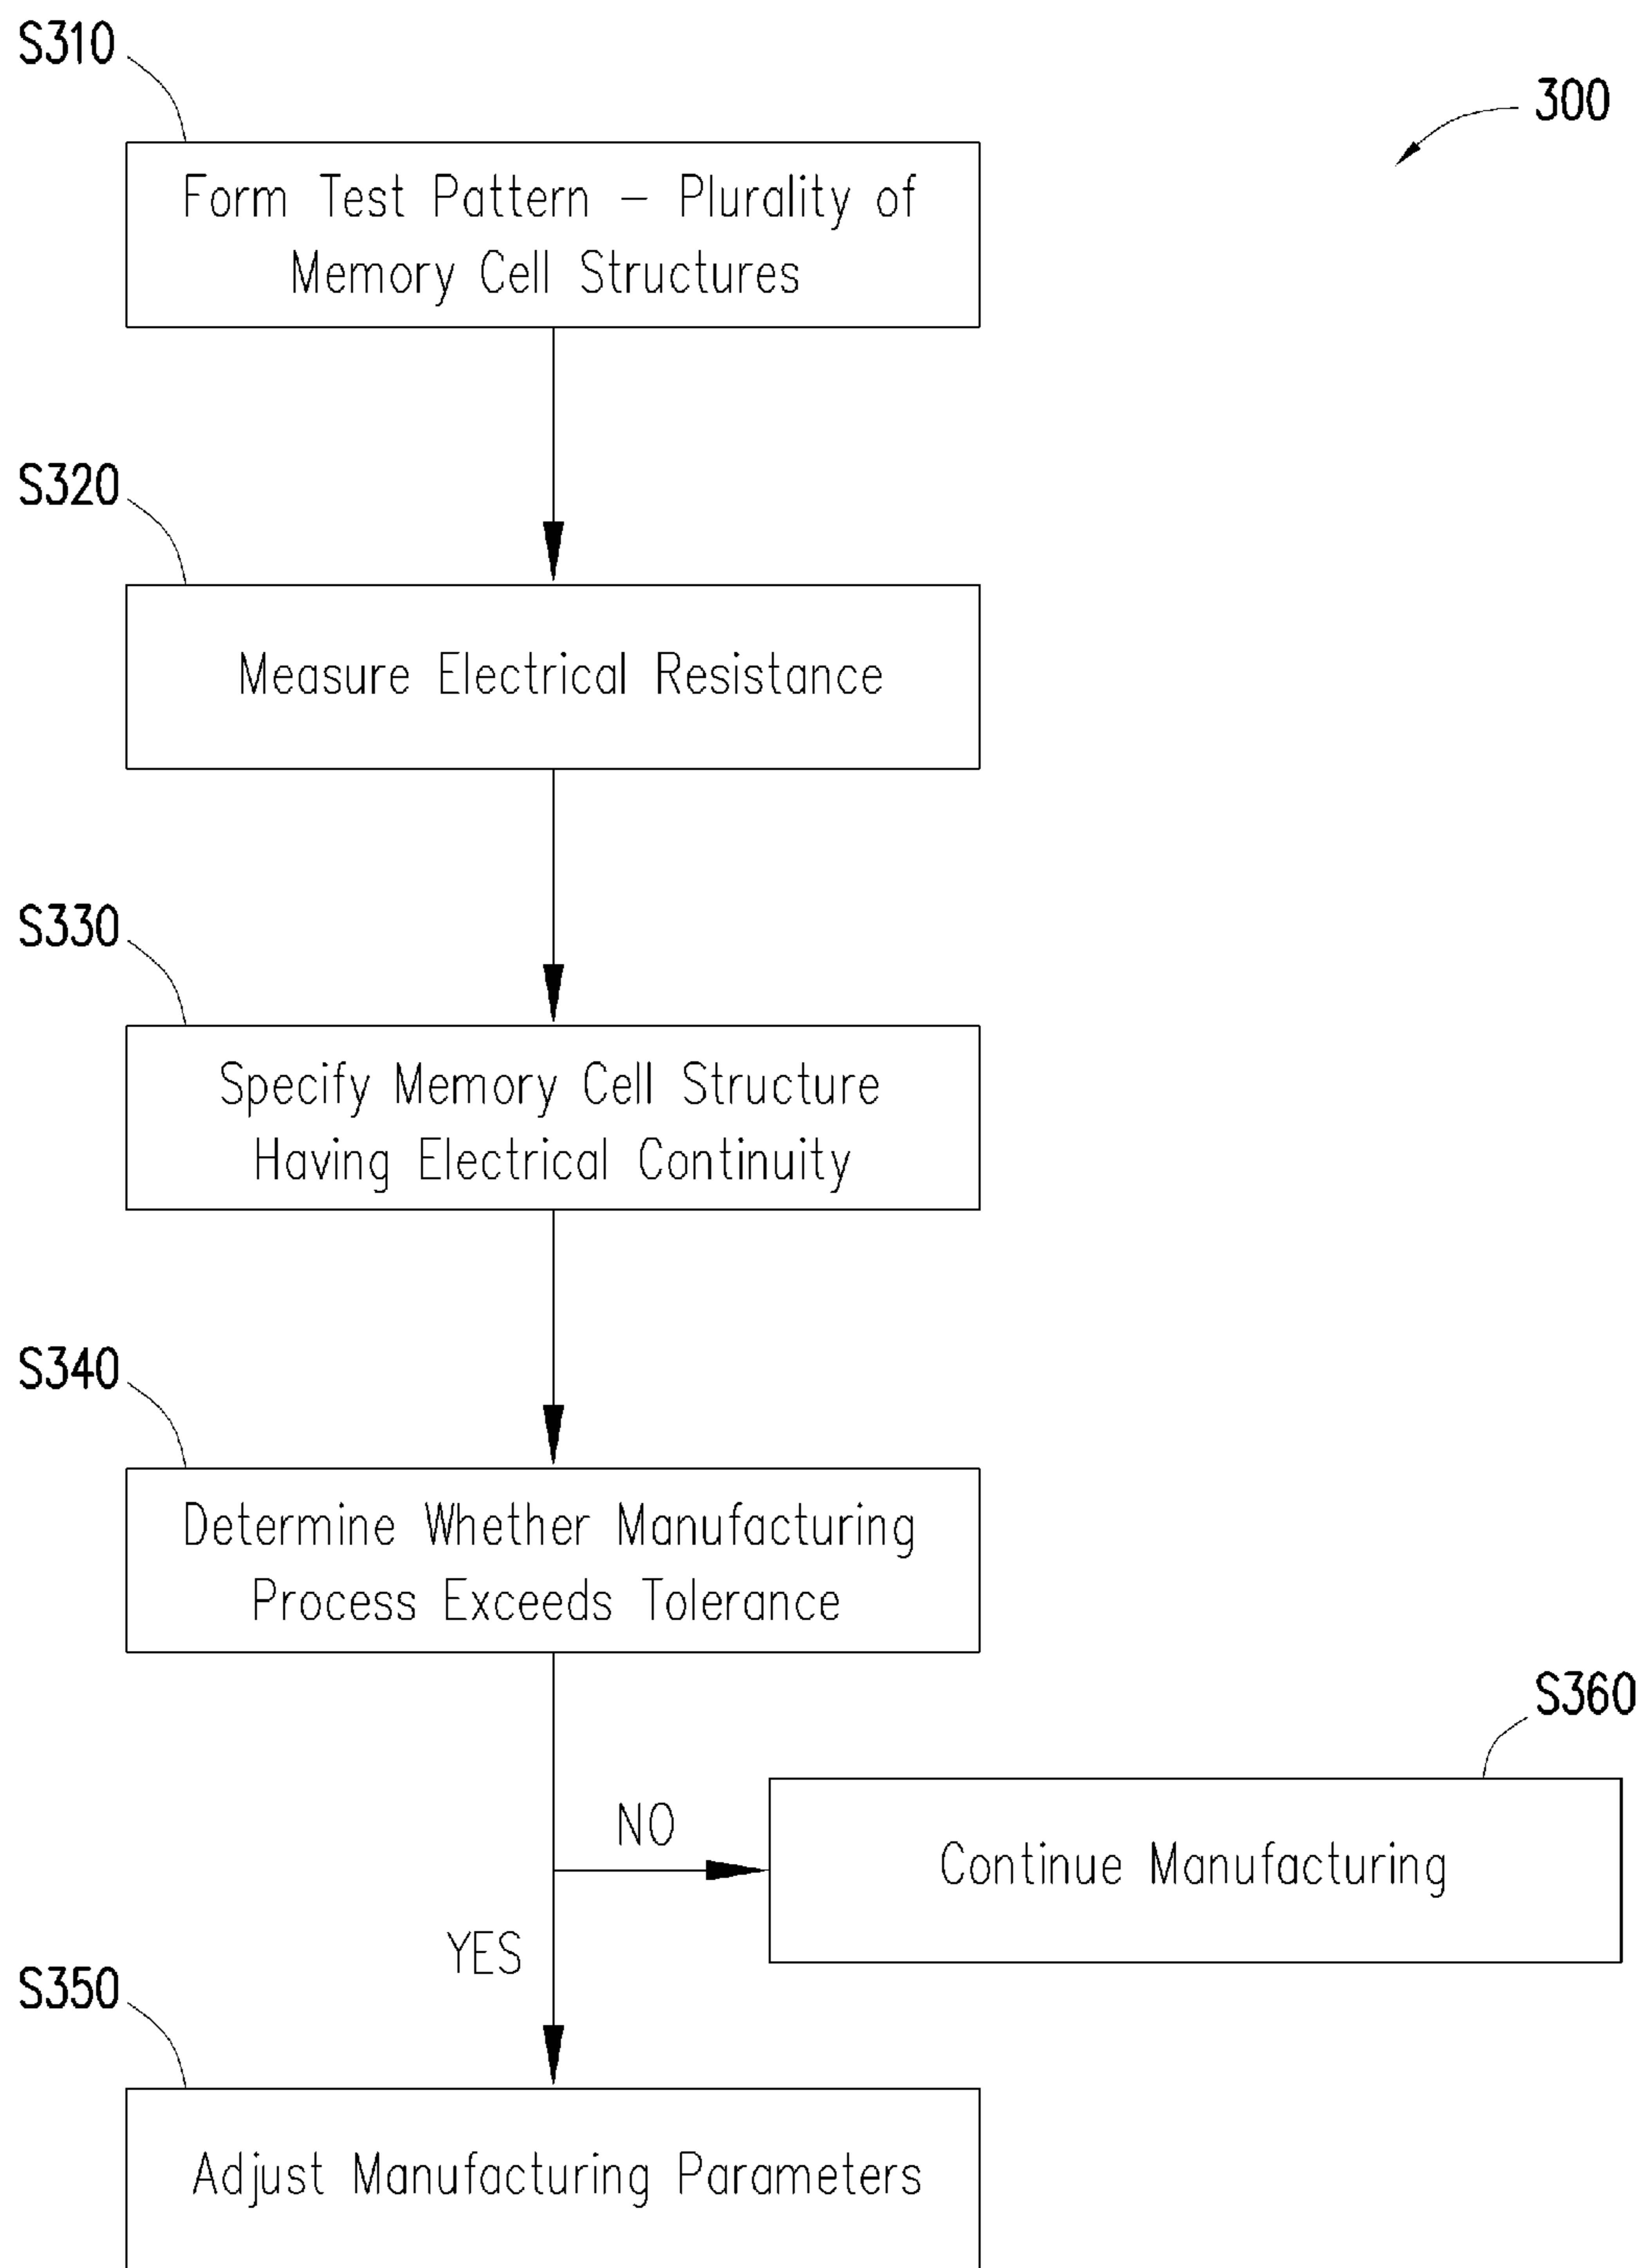 S310
300
Form Test Pattern – Plurality of
Memory Cell Structures
S320
Measure Electrical Resistance
S330
Specify Memory Cell Structure
Having Electrical Continuity
S340
Determine Whether Manufacturing
Process Exceeds Tolerance
S360
NO
Continue Manufacturing
YES
S350
Adjust Manufacturing Parameters